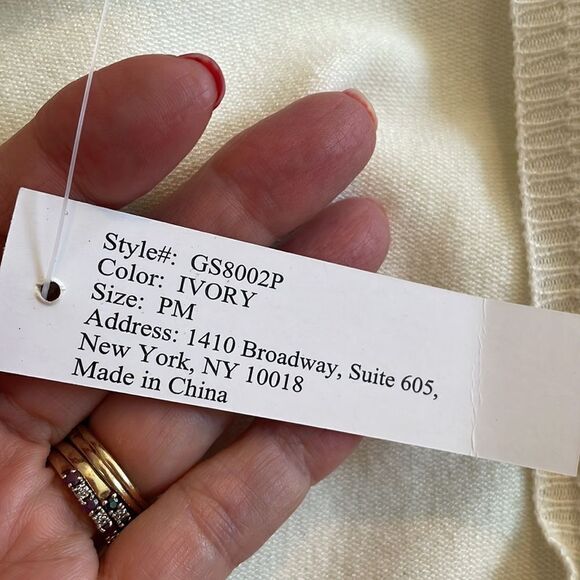 Style#: GS8002P
Color: IVORY
Size: PM
Address: 1410 Broadway, Suite 605,
New York, NY 10018
Made in China